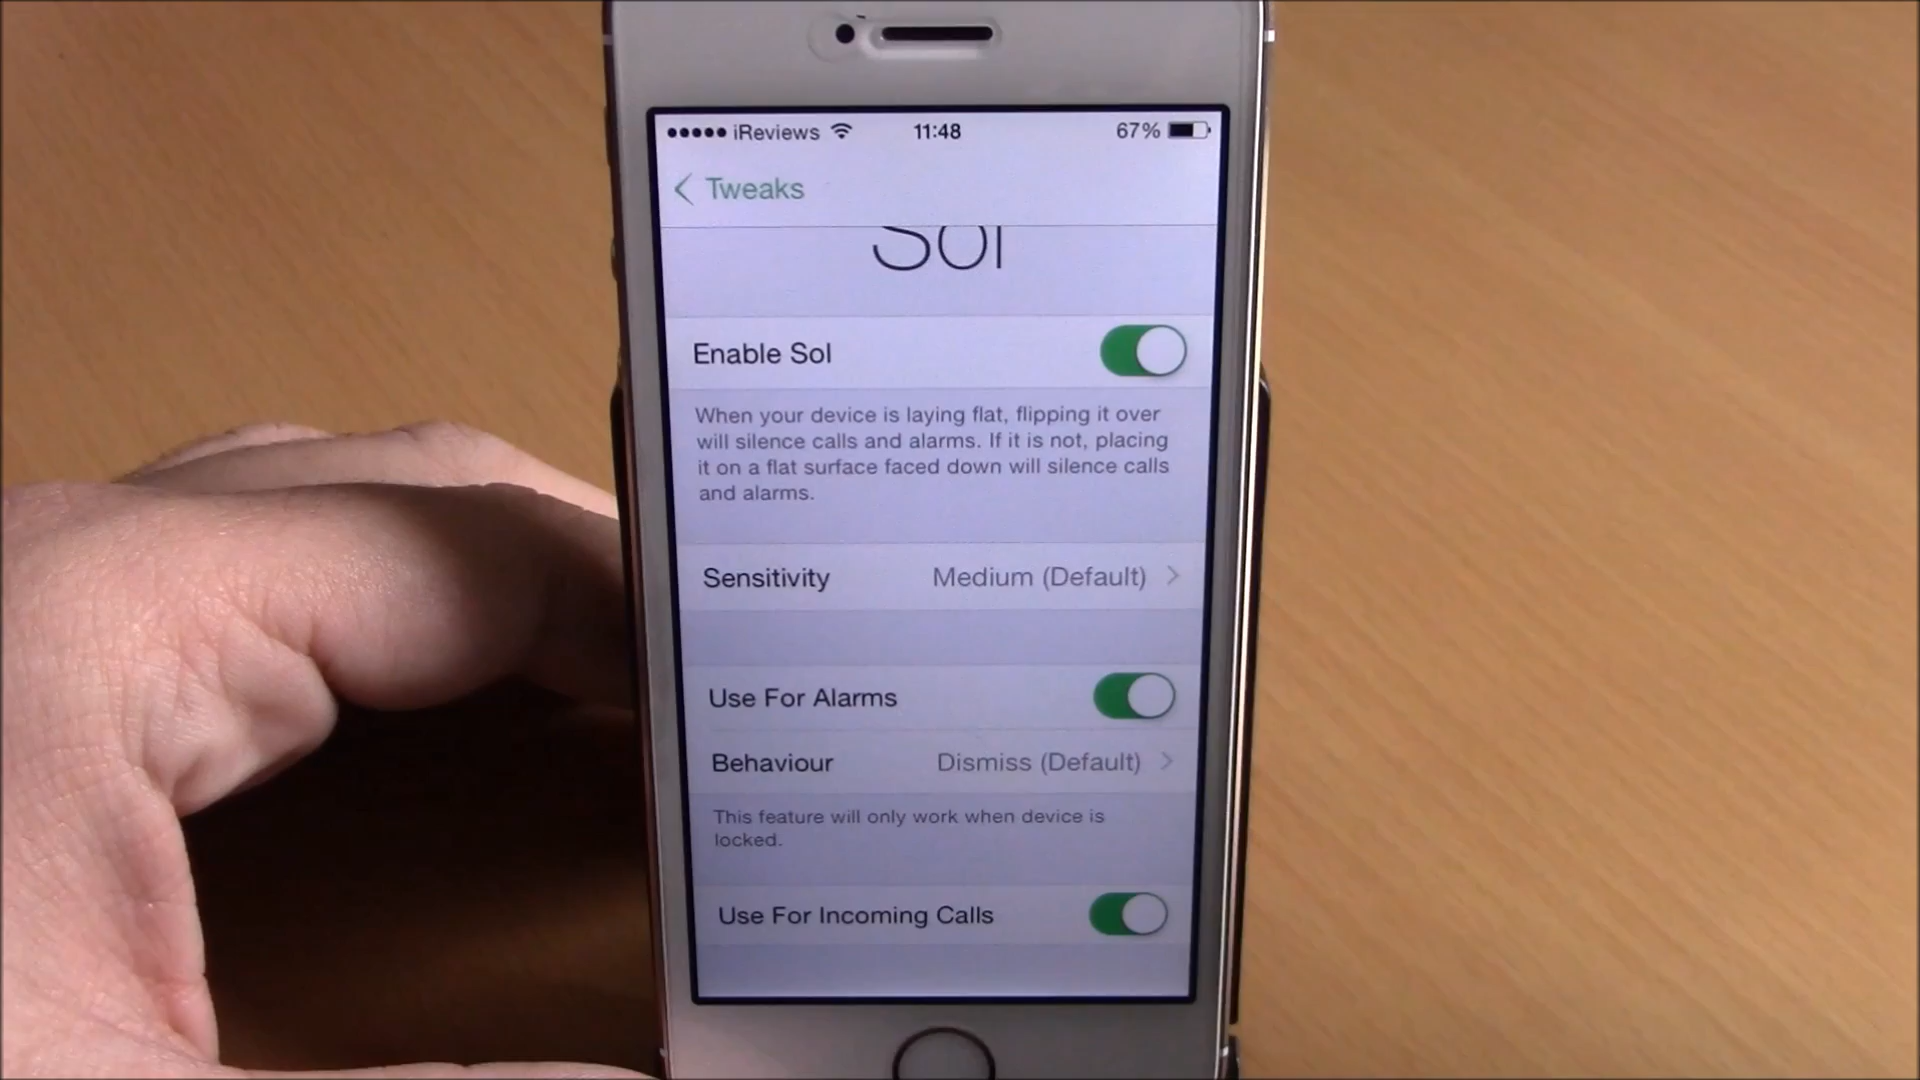 iReviews 11:48 67%
Tweaks
Sol
Enable Sol
When your device is laying flat, flipping it over
will silence calls and alarms. If it is not, placing
it on a flat surface faced down will silence calls
and alarms.
Sensitivity Medium (Default)
Use For Alarms
Behaviour Dismiss (Default)
This feature will only work when device is
locked.
Use For Incoming Calls